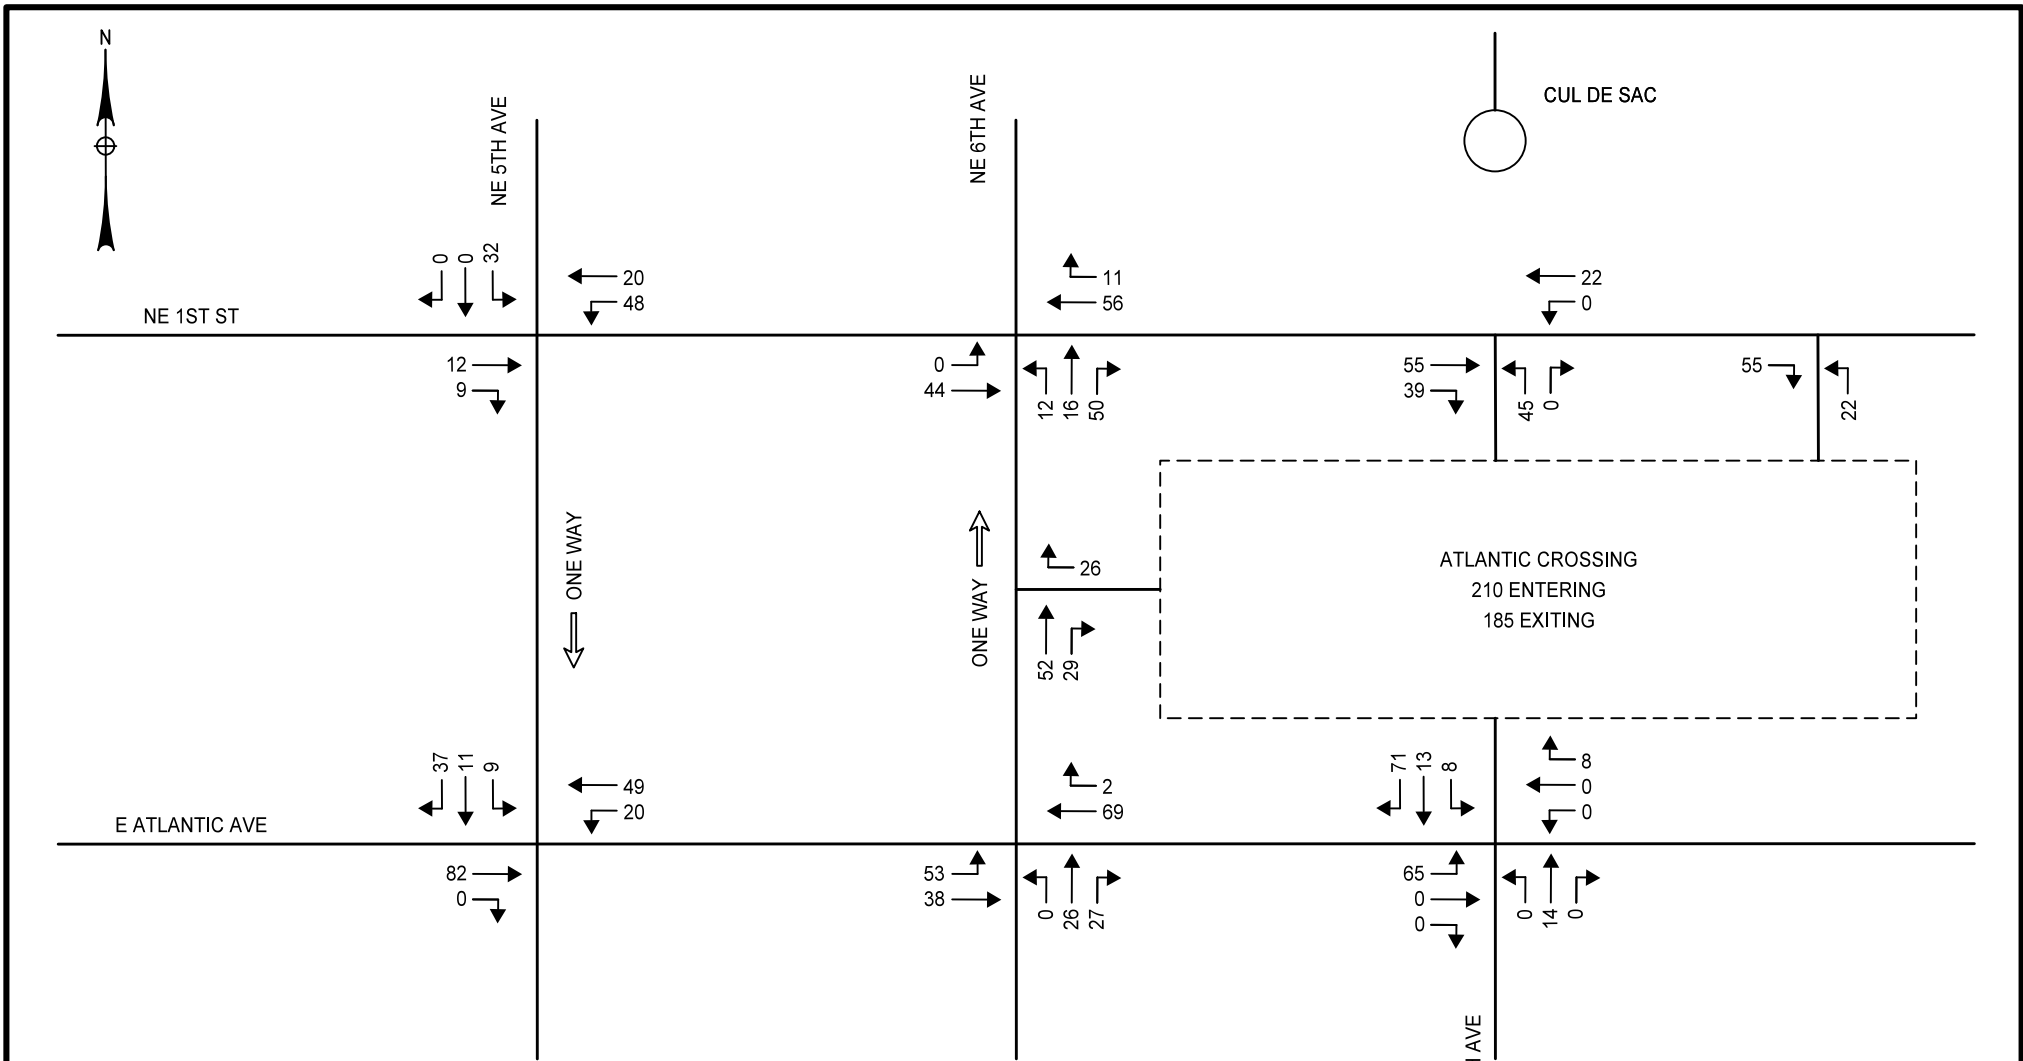 N
NE 5TH AVE
NE 6TH AVE
CUL DE SAC
0 0 32
20
48
11
56
22
0
NE 1ST ST
12
9
0
44
12 16 50
55
39
45 0
55
22
ONE WAY
ONE WAY
26
52 29
ATLANTIC CROSSING
210 ENTERING
185 EXITING
37 11 9
49
20
2
69
71 13 8
8
0
0
E ATLANTIC AVE
82
0
53
38
0 26 27
65
0
0
0 14 0
AVE